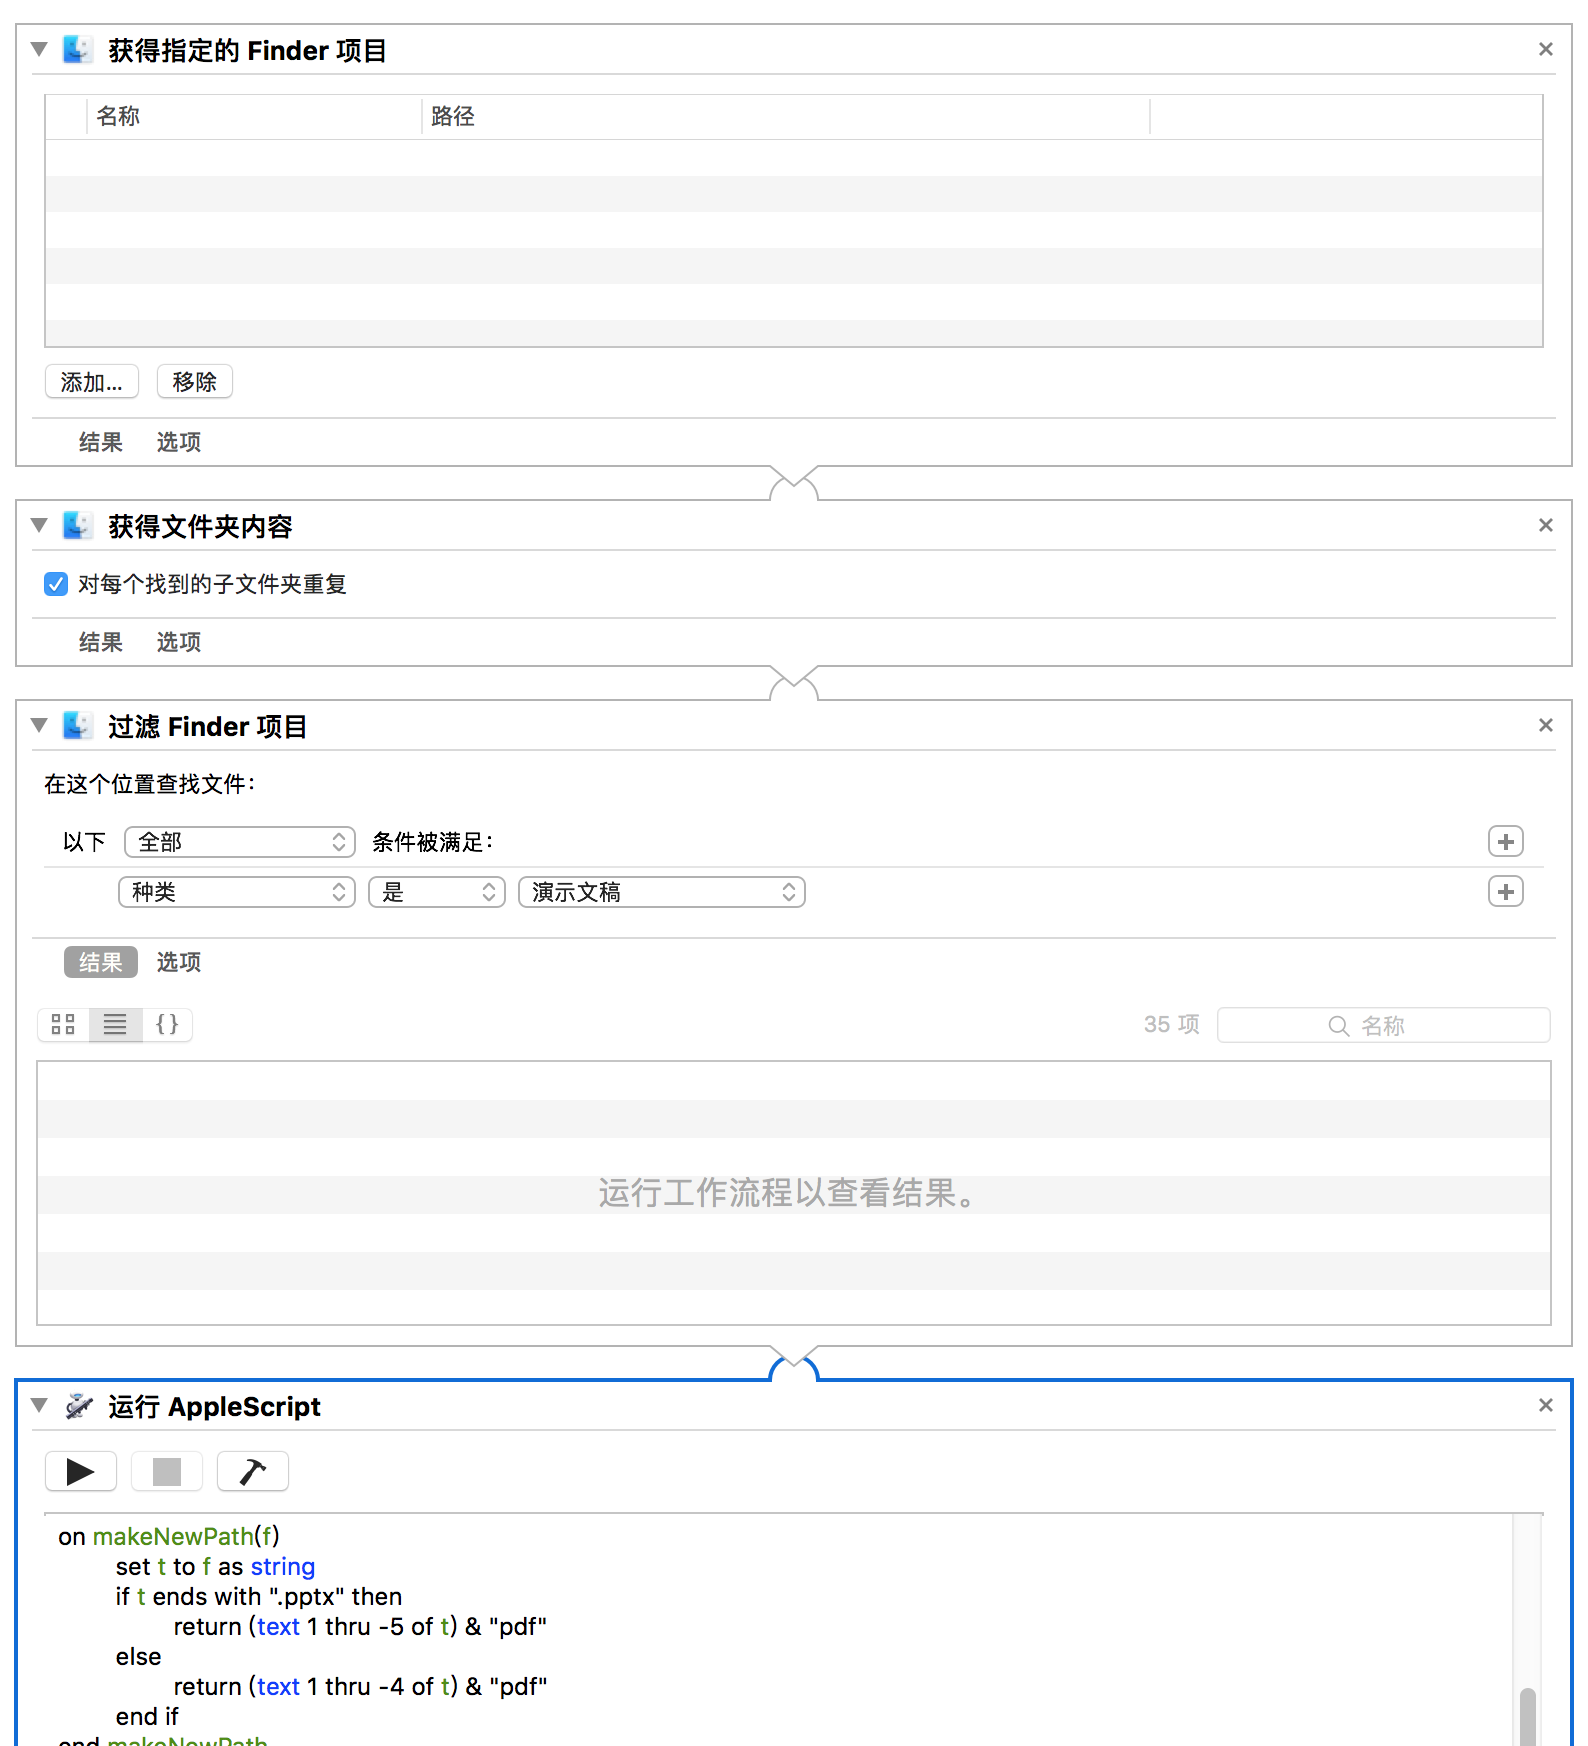 获得指定的 Finder 项目
名称 路径
添加... 移除
结果 选项
获得文件夹内容
对每个找到的子文件夹重复
结果 选项
过滤 Finder 项目
在这个位置查找文件：
以下 全部 条件被满足：
种类 是 演示文稿
结果 选项
{} 35 项 名称
运行工作流程以查看结果。
运行 AppleScript
on makeNewPath(f)
set t to f as string
if t ends with ".pptx" then
return (text 1 thru -5 of t) & "pdf"
else
return (text 1 thru -4 of t) & "pdf"
end if
end makeNewPath